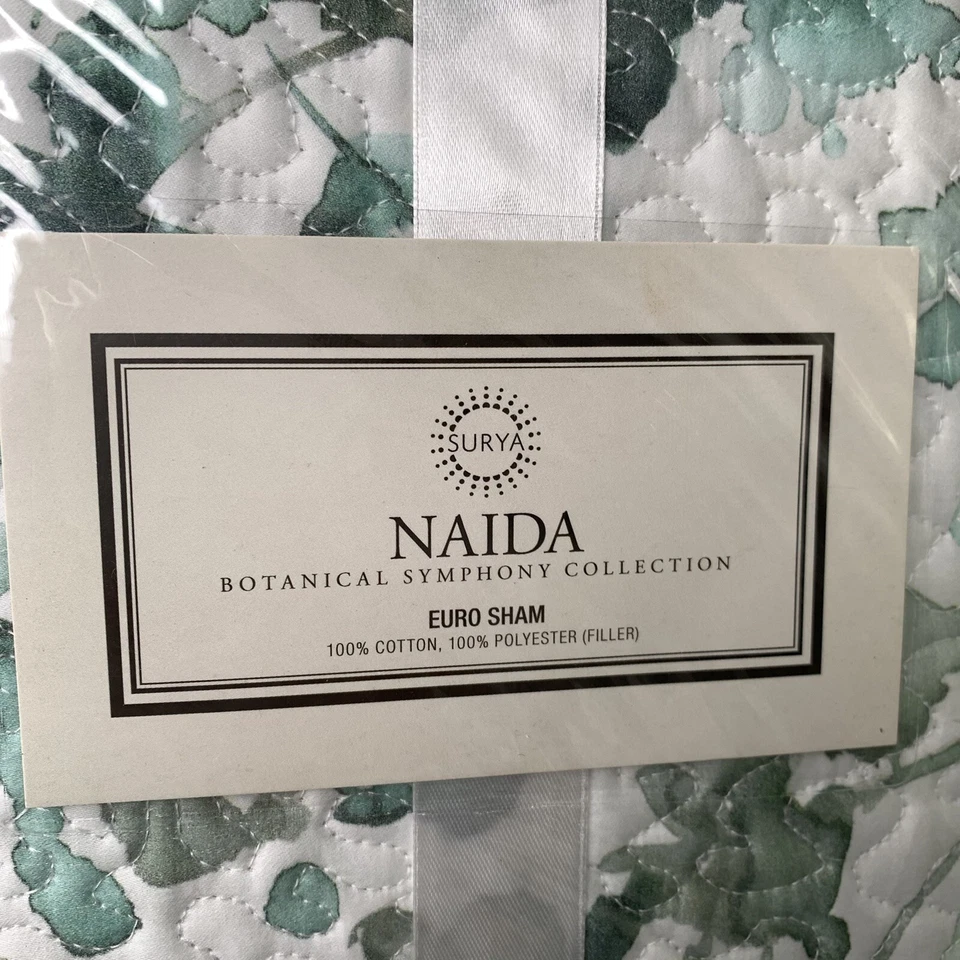 SURYA
NAIDA
BOTANICAL SYMPHONY COLLECTION
EURO SHAM
100% COTTON, 100% POLYESTER (FILLER)